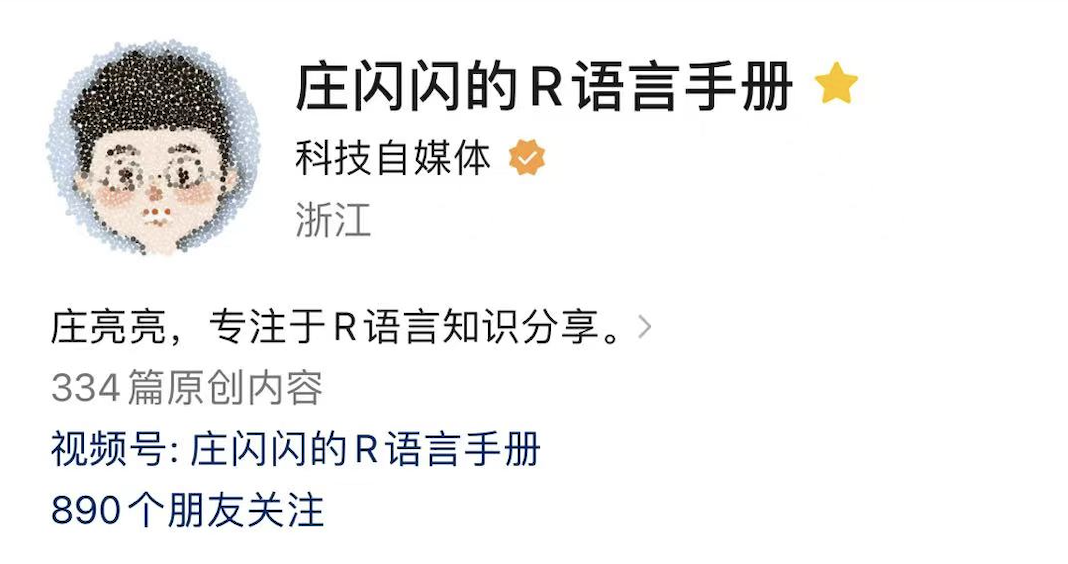 庄闪闪的R语言手册
科技自媒体
浙江
庄亮亮，专注于R语言知识分享。
334篇原创内容
视频号: 庄闪闪的R语言手册
890个朋友关注